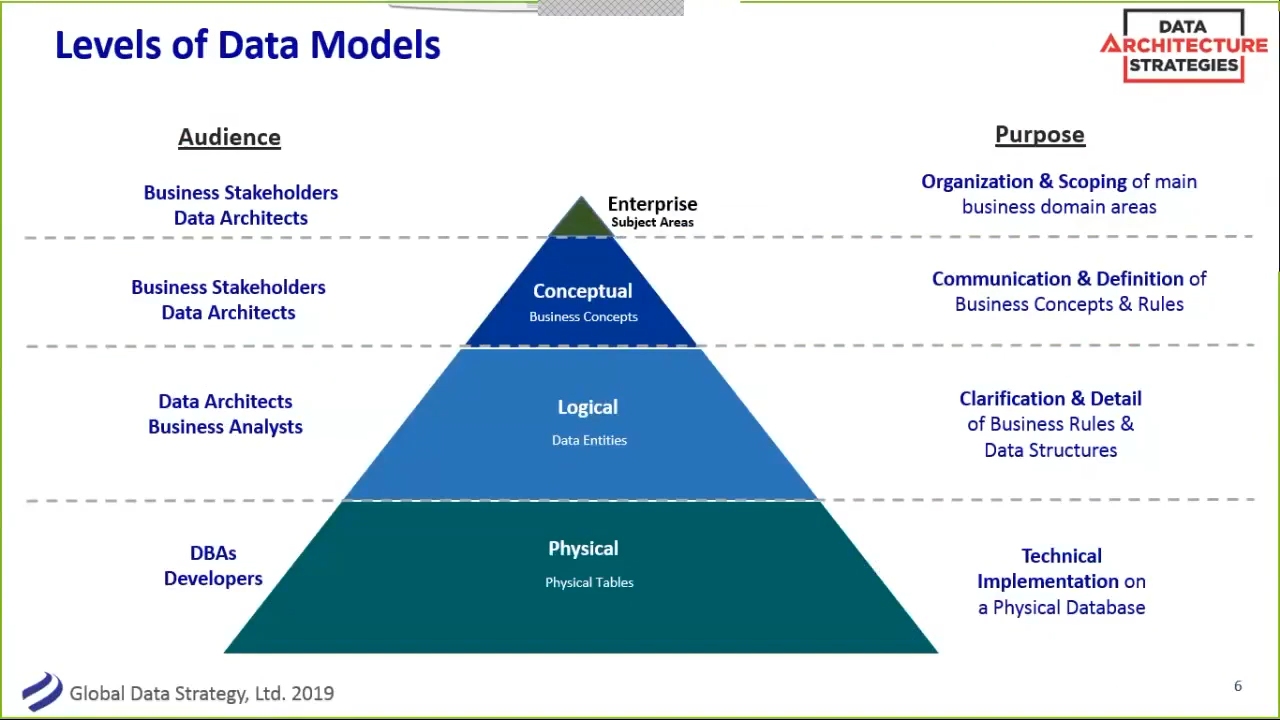 Levels of Data Models
DATA
ARCHITECTURE
STRATEGIES
Audience
Purpose
Business Stakeholders
Data Architects
Enterprise
Subject Areas
Organization & Scoping of main
business domain areas
Business Stakeholders
Data Architects
Conceptual
Business Concepts
Communication & Definition of
Business Concepts & Rules
Data Architects
Business Analysts
Logical
Data Entities
Clarification & Detail
of Business Rules &
Data Structures
DBAs
Developers
Physical
Physical Tables
Technical
Implementation on
a Physical Database
Global Data Strategy, Ltd. 2019
6